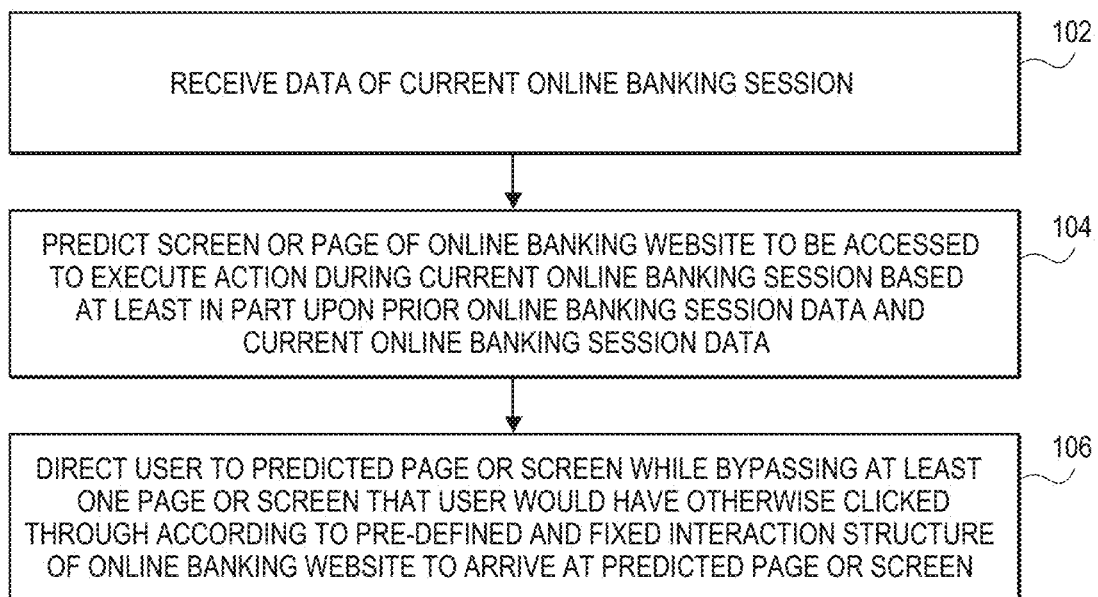 102
RECEIVE DATA OF CURRENT ONLINE BANKING SESSION
104
PREDICT SCREEN OR PAGE OF ONLINE BANKING WEBSITE TO BE ACCESSED
TO EXECUTE ACTION DURING CURRENT ONLINE BANKING SESSION BASED
AT LEAST IN PART UPON PRIOR ONLINE BANKING SESSION DATA AND
CURRENT ONLINE BANKING SESSION DATA
106
DIRECT USER TO PREDICTED PAGE OR SCREEN WHILE BYPASSING AT LEAST
ONE PAGE OR SCREEN THAT USER WOULD HAVE OTHERWISE CLICKED
THROUGH ACCORDING TO PRE-DEFINED AND FIXED INTERACTION STRUCTURE
OF ONLINE BANKING WEBSITE TO ARRIVE AT PREDICTED PAGE OR SCREEN